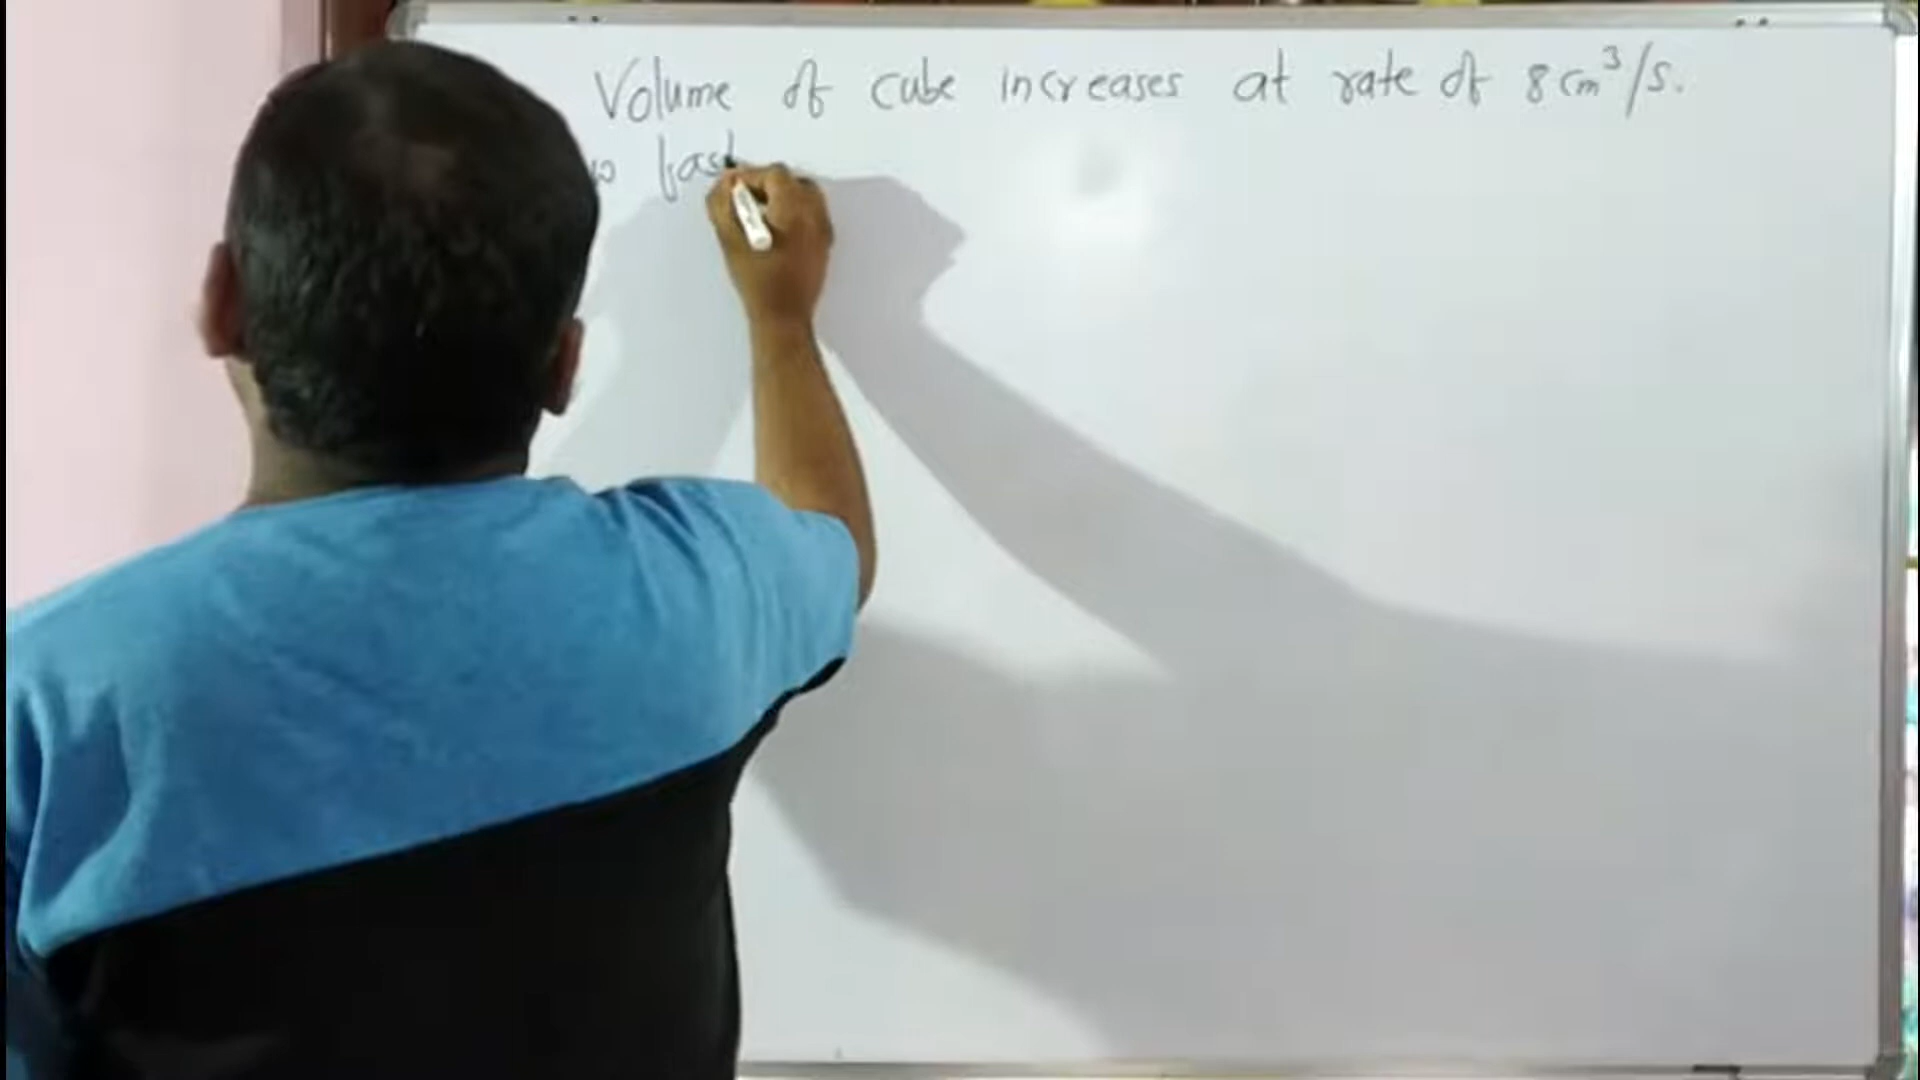 Volume of cube increases at rate of 8 cm³/s.
fast